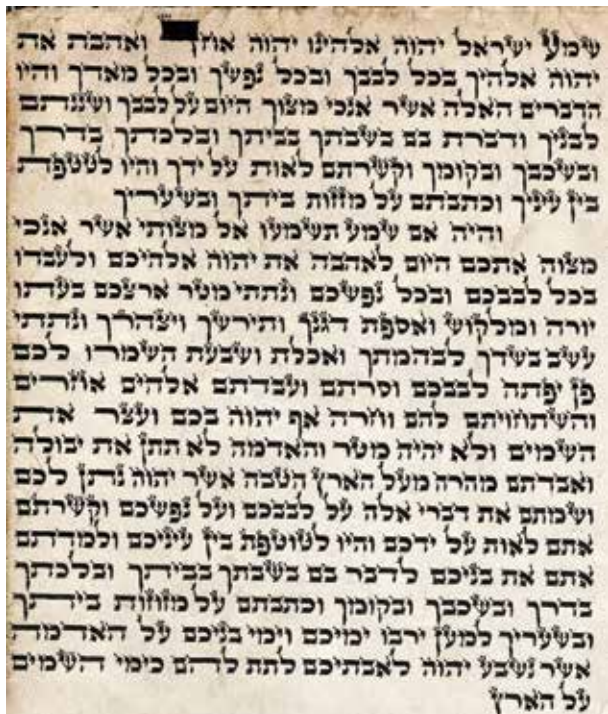 שמע ישראל יהוה אלהינו יהוה אחד ואהבת את
יהוה אלהיך בכל לבבך ובכל נפשך ובכל מאדך והיו
הדברים האלה אשר אנכי מצוך היום על לבבך ושננתם
לבניך ודברת בם בשבתך בביתך ובלכתך בדרך
ובשכבך ובקומך וקשרתם לאות על ידך והיו לטטפת
בין עיניך וכתבתם על מזזות ביתך ובשעריך
והיה אם שמע תשמעו אל מצותי אשר אנכי
מצוה אתכם היום לאהבה את יהוה אלהיכם ולעבדו
בכל לבבכם ובכל נפשכם ונתתי מטר ארצכם בעתו
יורה ומלקוש ואספת דגנך ותירשך ויצהרך ונתתי
עשב בשדך לבהמתך ואכלת ושבעת השמרו לכם
פן יפתה לבבכם וסרתם ועבדתם אלהים אחרים
והשתחויתם להם וחרה אף יהוה בכם ועצר את
השמים ולא יהיה מטר והאדמה לא תתן את יבולה
ואבדתם מהרה מעל הארץ הטבה אשר יהוה נתן לכם
ושמתם את דברי אלה על לבבכם ועל נפשכם וקשרתם
אתם לאות על ידכם והיו לטוטפת בין עיניכם ולמדתם
אתם את בניכם לדבר בם בשבתך בביתך ובלכתך
בדרך ובשכבך ובקומך וכתבתם על מזוזות ביתך
ובשעריך למען ירבו ימיכם וימי בניכם על האדמה
אשר נשבע יהוה לאבתיכם לתת להם כימי השמים
על הארץ